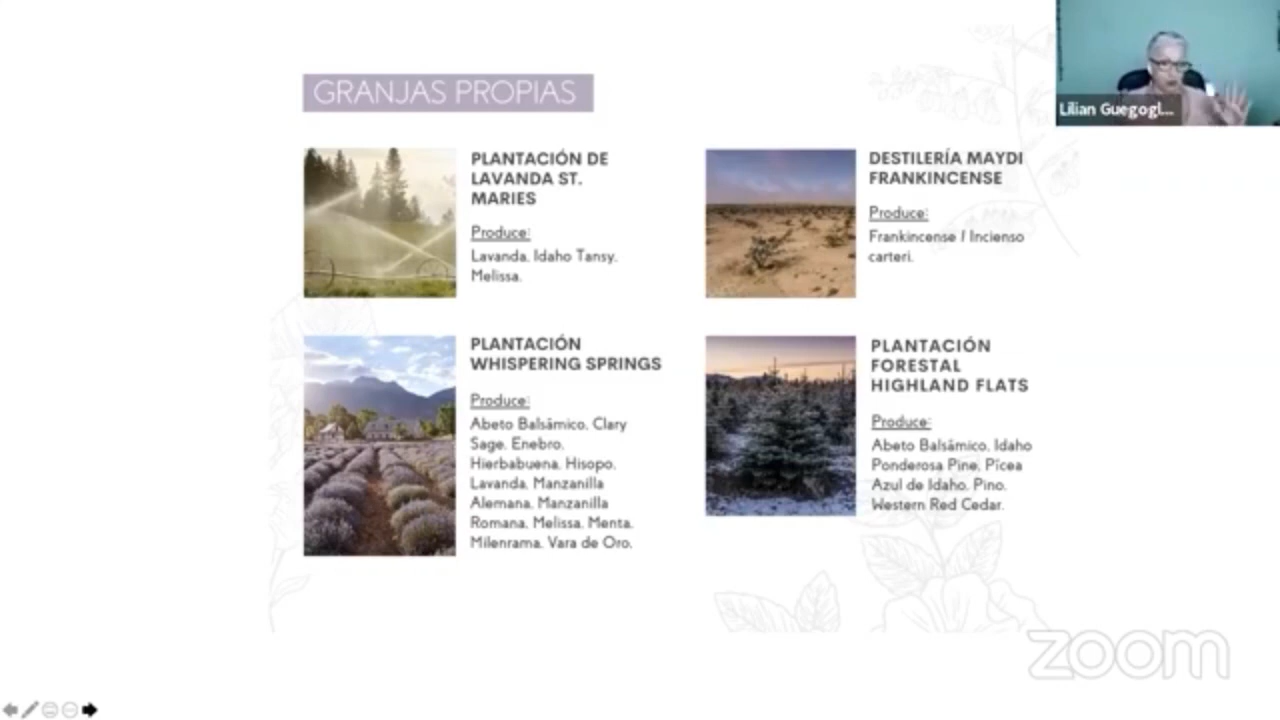 GRANJAS PROPIAS
Lilian Guegogl...
PLANTACIÓN DE
LAVANDA ST.
MARIES
Produce:
Lavanda, Idaho Tansy,
Melissa.
DESTILERÍA MAYDI
FRANKINCENSE
Produce:
Frankincense / Incienso
carteri.
PLANTACIÓN
WHISPERING SPRINGS
Produce:
Abeto Balsámico, Clary
Sage, Enebro,
Hierbabuena, Hisopo,
Lavanda, Manzanilla
Alemana, Manzanilla
Romana, Melissa, Menta,
Milenrama, Vara de Oro.
PLANTACIÓN
FORESTAL
HIGHLAND FLATS
Produce:
Abeto Balsámico, Idaho
Ponderosa Pine, Pícea
Azul de Idaho, Pino,
Western Red Cedar.
zoom